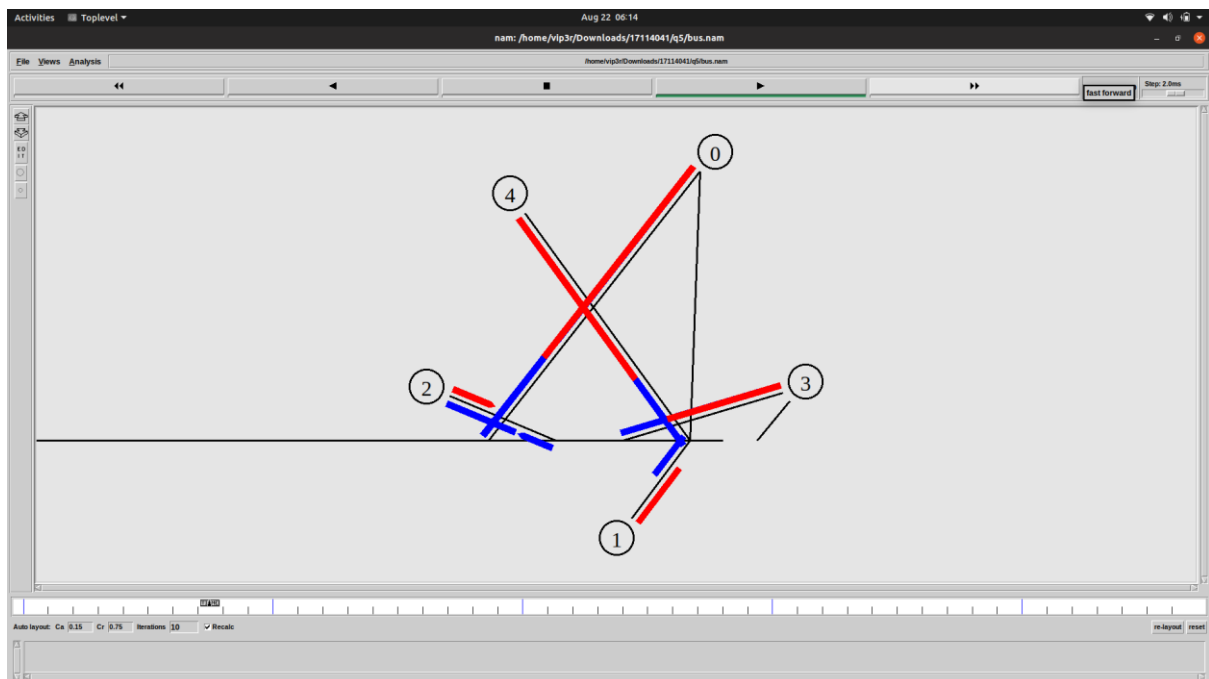 Activities Toplevel Aug 22 06:14
nam: /home/vip3r/Downloads/17114041/q5/bus.nam
File Views Analysis /home/vip3r/Downloads/17114041/q5/bus.nam
fast forward Step: 2.0ms
0
4
2
3
1
Auto layout: Ca 0.15 Cr 0.75 Iterations 10 Recalc re-layout reset